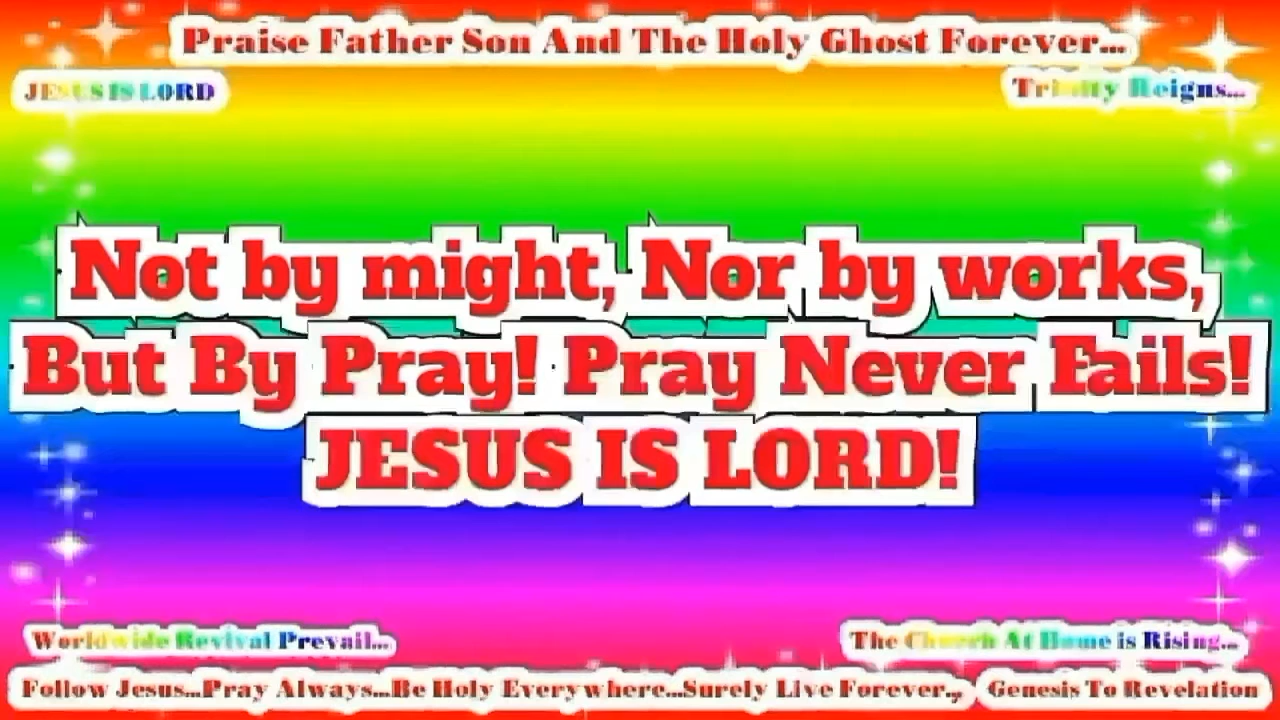 Praise Father Son And The Holy Ghost Forever...
JESUS IS LORD
Trinity Reigns...
Not by might, Nor by works,
But By Pray! Pray Never Fails!
JESUS IS LORD!
Worldwide Revival Prevail...
The Church At Home is Rising...
Follow Jesus...Pray Always...Be Holy Everywhere...Surely Live Forever..,
Genesis To Revelation